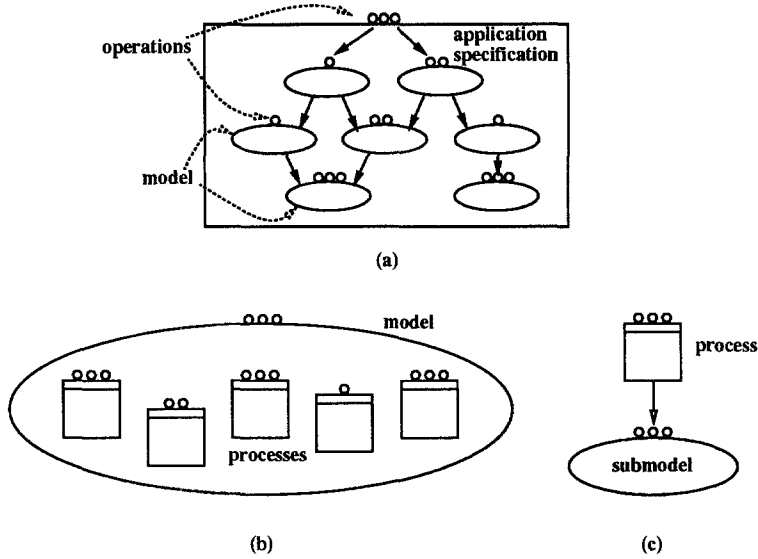 operations
application
specification
model
(a)
model
processes
(b)
process
submodel
(c)